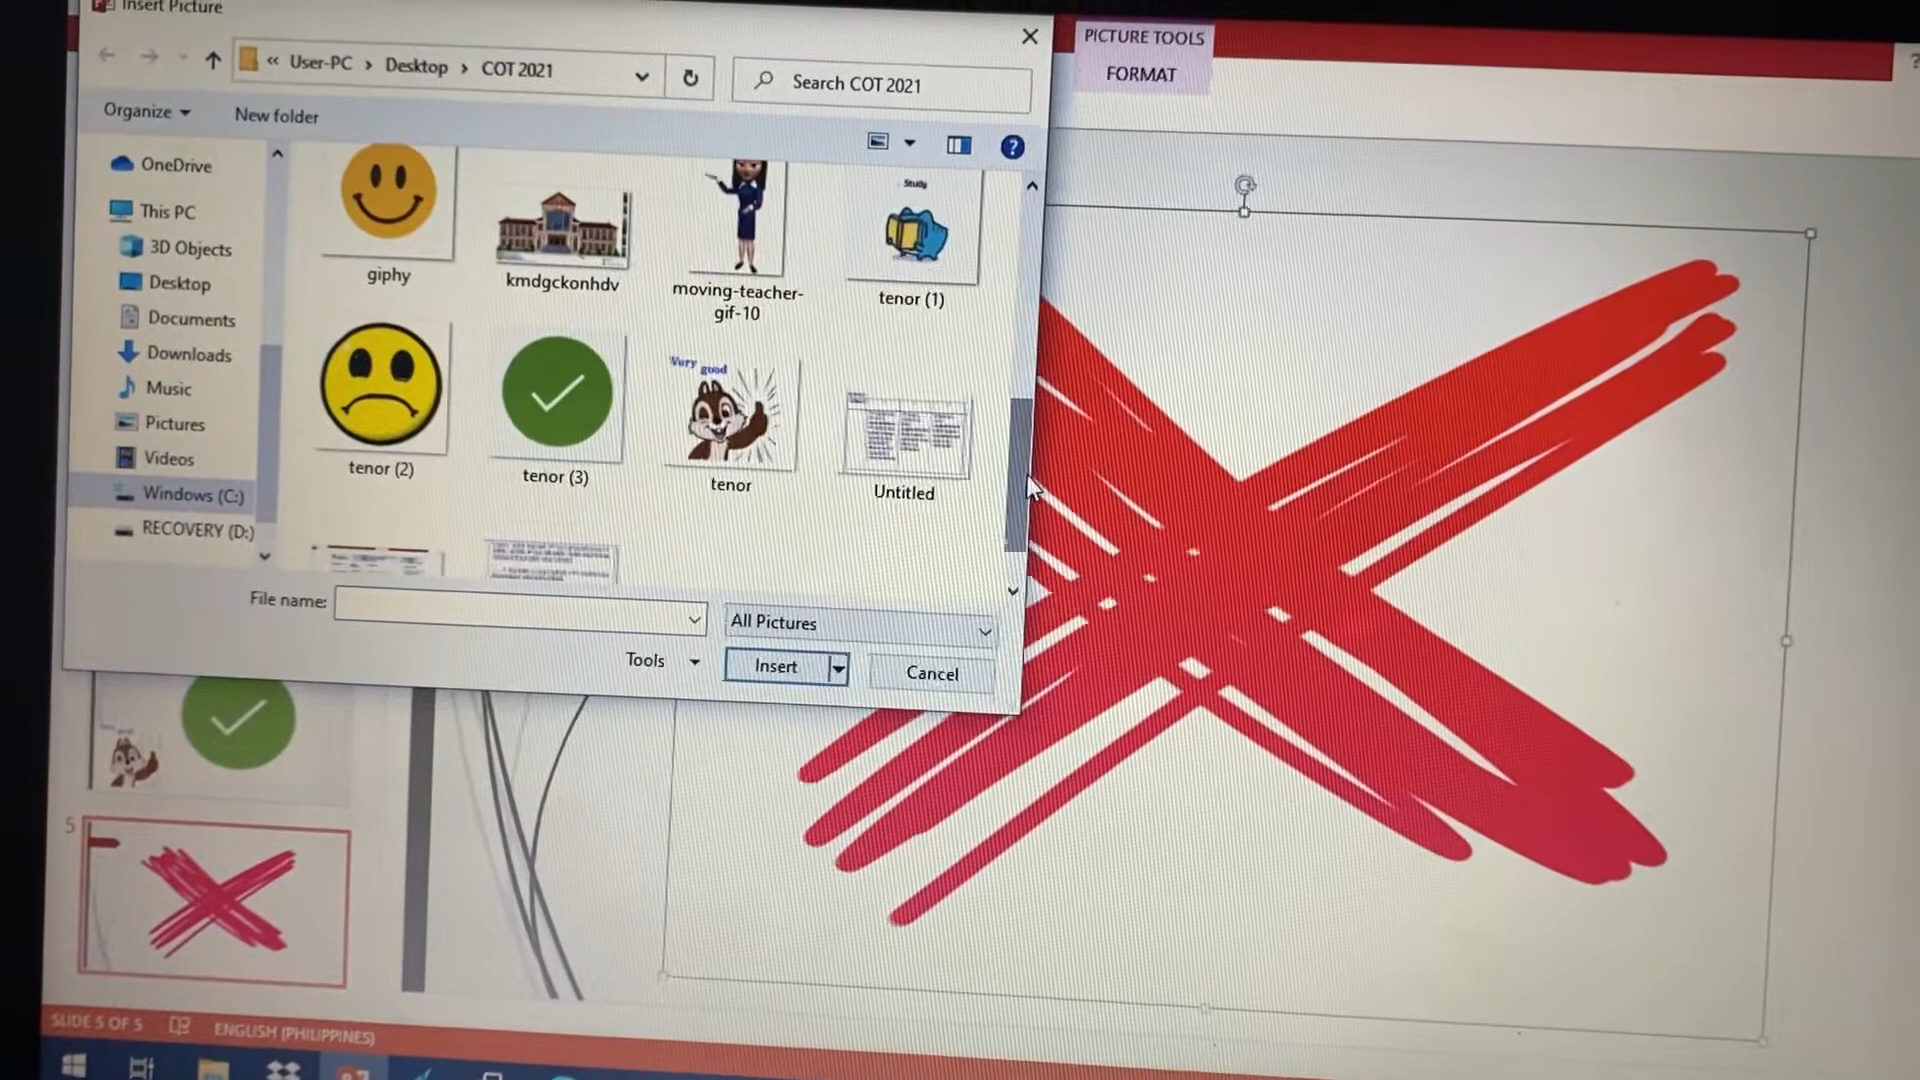 Insert Picture
PICTURE TOOLS
FORMAT
?
« User-PC › Desktop › COT 2021
Search COT 2021
Organize
New folder
?
OneDrive
This PC
3D Objects
Desktop
Documents
Downloads
Music
Pictures
Videos
Windows (C:)
RECOVERY (D:)
giphy
kmdgckonhdv
moving-teacher-
gif-10
Study
tenor (1)
tenor (2)
tenor (3)
Very good
tenor
Untitled
File name:
All Pictures
Tools
Insert
Cancel
5
SLIDE 5 OF 5
ENGLISH (PHILIPPINES)